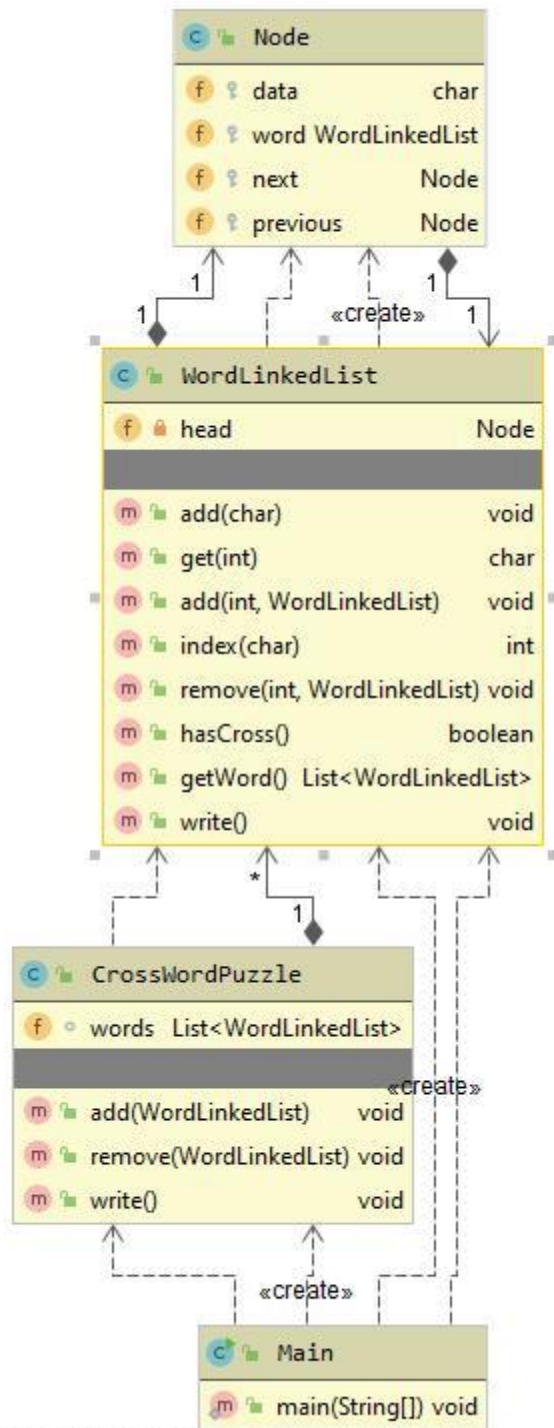 Node
data char
word WordLinkedList
next Node
previous Node
1 1
«create»
1 1
WordLinkedList
head Node
add(char) void
get(int) char
add(int, WordLinkedList) void
index(char) int
remove(int, WordLinkedList) void
hasCross() boolean
getWord() List<WordLinkedList>
write() void
*
1
CrossWordPuzzle
words List<WordLinkedList>
«create»
add(WordLinkedList) void
remove(WordLinkedList) void
write() void
«create»
Main
main(String[]) void